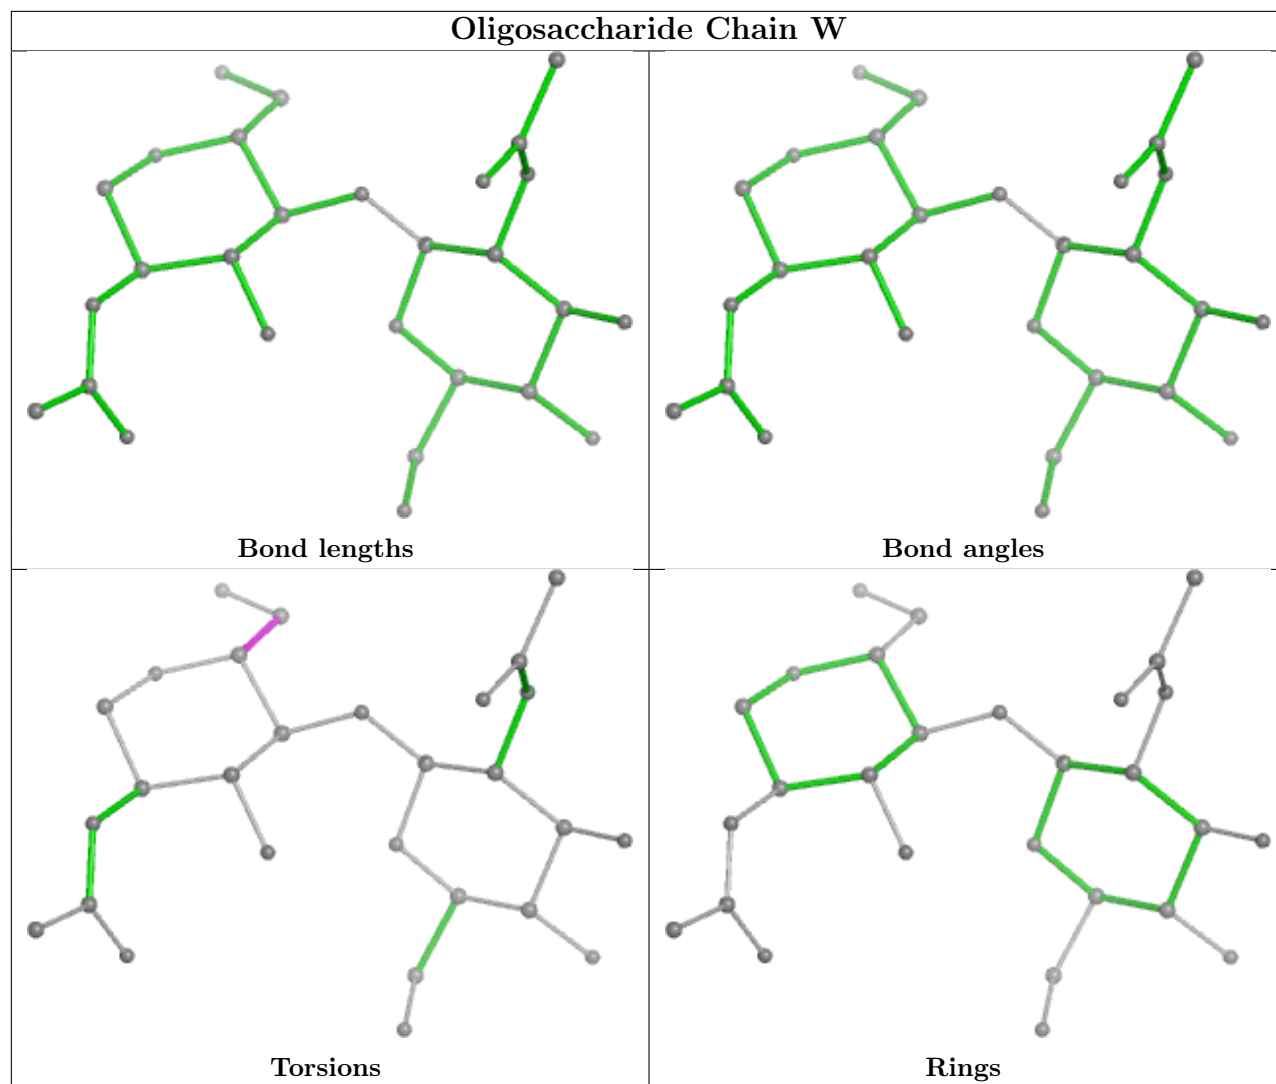 Oligosaccharide Chain W
Bond lengths
Bond angles
Torsions
Rings